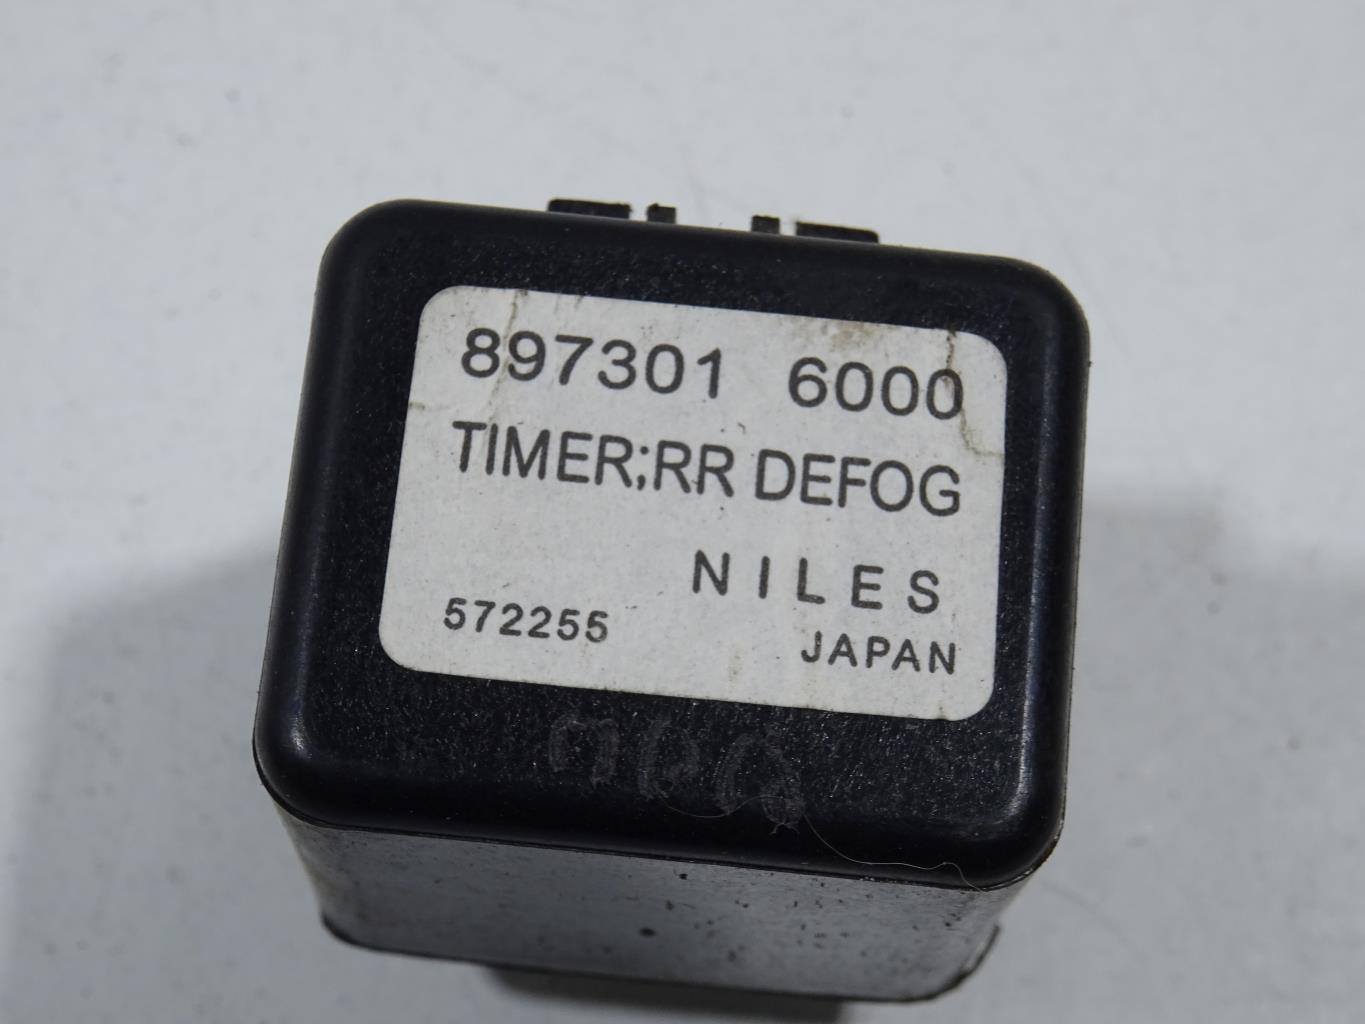 897301 6000
TIMER;RR DEFOG
NILES
572255 JAPAN